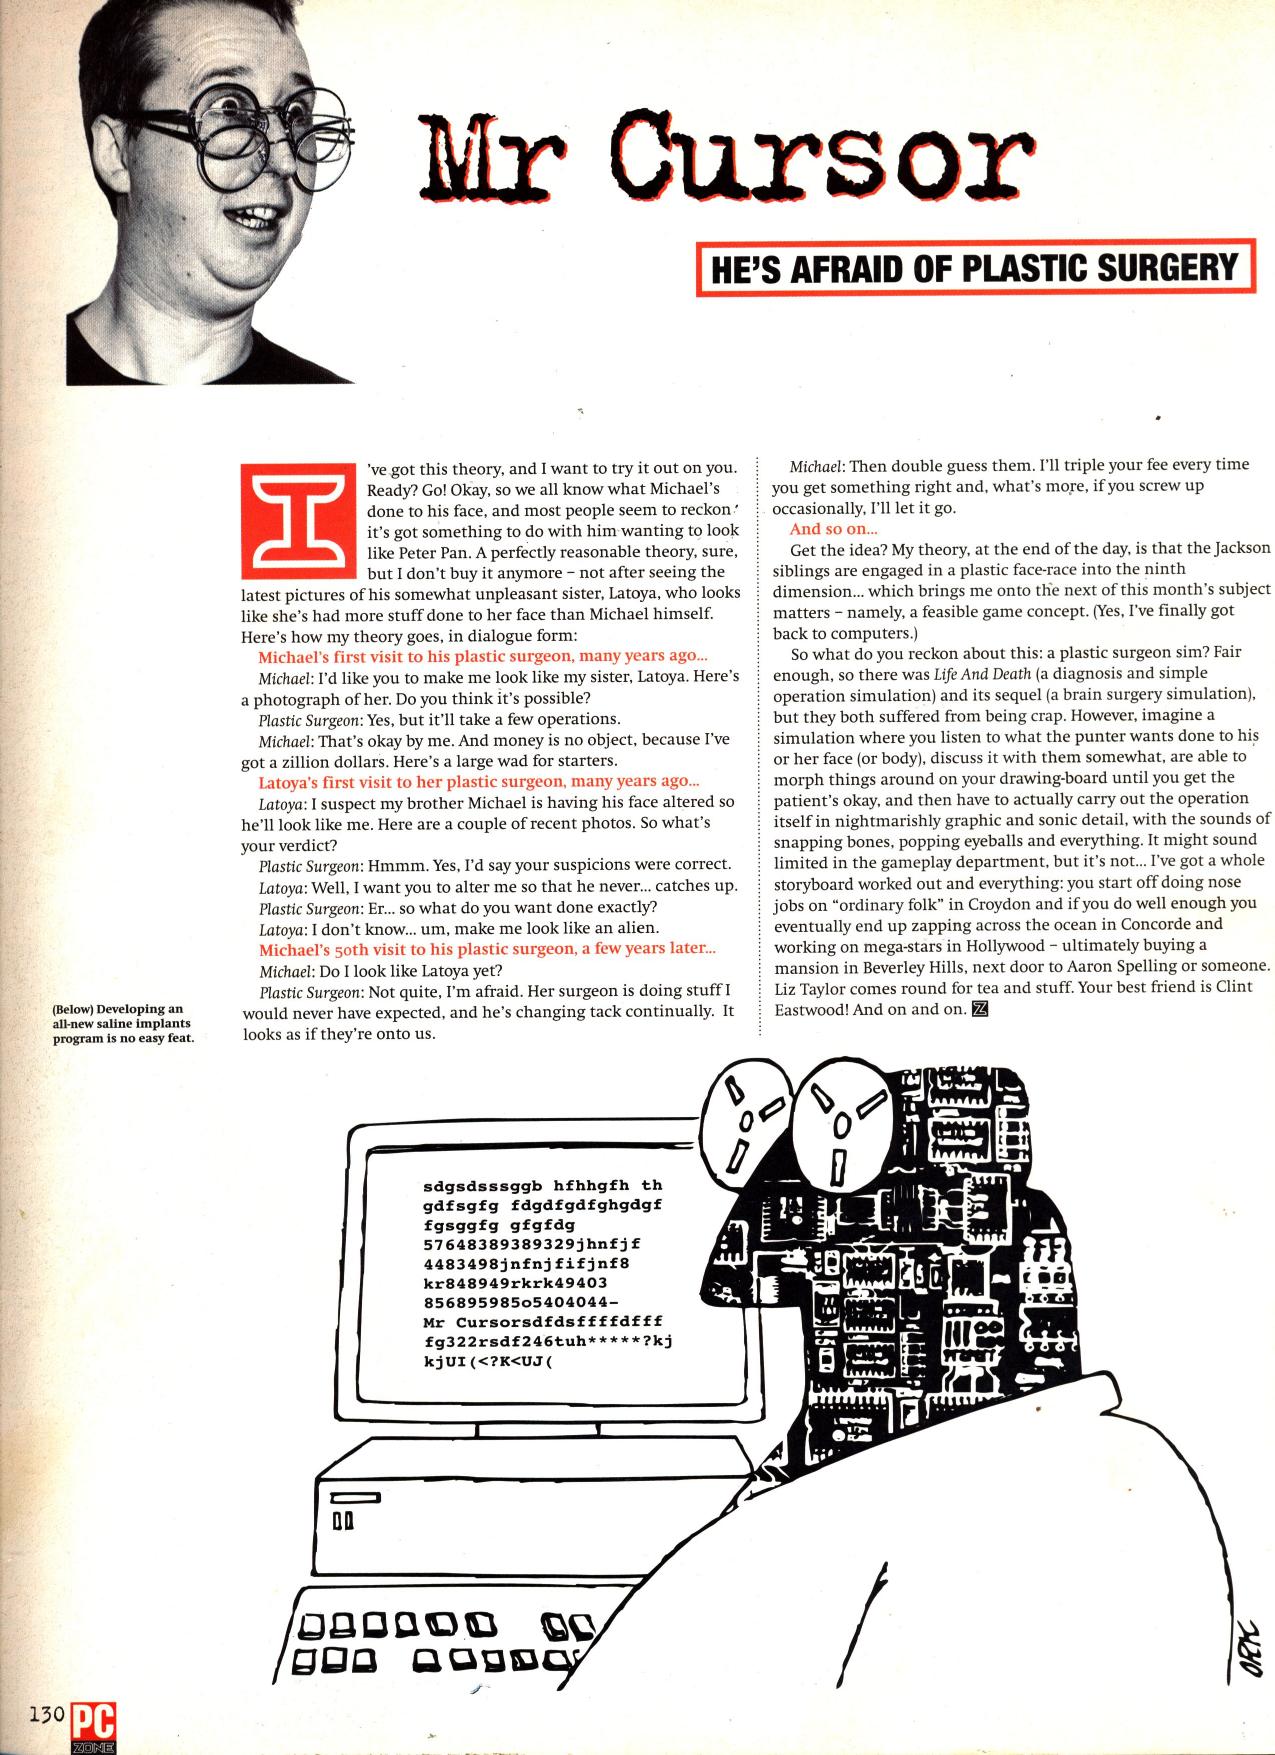 Mr Cursor
HE'S AFRAID OF PLASTIC SURGERY
I've got this theory, and I want to try it out on you.
Ready? Go! Okay, so we all know what Michael's
done to his face, and most people seem to reckon
it's got something to do with him wanting to look
like Peter Pan. A perfectly reasonable theory, sure,
but I don't buy it anymore – not after seeing the
latest pictures of his somewhat unpleasant sister, Latoya, who looks
like she's had more stuff done to her face than Michael himself.
Here's how my theory goes, in dialogue form:
Michael's first visit to his plastic surgeon, many years ago...
Michael: I'd like you to make me look like my sister, Latoya. Here's
a photograph of her. Do you think it's possible?
Plastic Surgeon: Yes, but it'll take a few operations.
Michael: That's okay by me. And money is no object, because I've
got a zillion dollars. Here's a large wad for starters.
Latoya's first visit to her plastic surgeon, many years ago...
Latoya: I suspect my brother Michael is having his face altered so
he'll look like me. Here are a couple of recent photos. So what's
your verdict?
Plastic Surgeon: Hmmm. Yes, I'd say your suspicions were correct.
Latoya: Well, I want you to alter me so that he never... catches up.
Plastic Surgeon: Er... so what do you want done exactly?
Latoya: I don't know... um, make me look like an alien.
Michael's 50th visit to his plastic surgeon, a few years later...
Michael: Do I look like Latoya yet?
Plastic Surgeon: Not quite, I'm afraid. Her surgeon is doing stuff I
would never have expected, and he's changing tack continually. It
looks as if they're onto us.
Michael: Then double guess them. I'll triple your fee every time
you get something right and, what's more, if you screw up
occasionally, I'll let it go.
And so on...
Get the idea? My theory, at the end of the day, is that the Jackson
siblings are engaged in a plastic face-race into the ninth
dimension... which brings me onto the next of this month's subject
matters – namely, a feasible game concept. (Yes, I've finally got
back to computers.)
So what do you reckon about this: a plastic surgeon sim? Fair
enough, so there was Life And Death (a diagnosis and simple
operation simulation) and its sequel (a brain surgery simulation),
but they both suffered from being crap. However, imagine a
simulation where you listen to what the punter wants done to his
or her face (or body), discuss it with them somewhat, are able to
morph things around on your drawing-board until you get the
patient's okay, and then have to actually carry out the operation
itself in nightmarishly graphic and sonic detail, with the sounds of
snapping bones, popping eyeballs and everything. It might sound
limited in the gameplay department, but it's not... I've got a whole
storyboard worked out and everything: you start off doing nose
jobs on "ordinary folk" in Croydon and if you do well enough you
eventually end up zapping across the ocean in Concorde and
working on mega-stars in Hollywood – ultimately buying a
mansion in Beverley Hills, next door to Aaron Spelling or someone.
Liz Taylor comes round for tea and stuff. Your best friend is Clint
Eastwood! And on and on. Z
(Below) Developing an
all-new saline implants
program is no easy feat.
sdgsdsssggb hfhhgfh th
gdfsgfg fdgdfgdfghgdgf
fgsggfg gfgfdg
57648389389329jhnfjf
4483498jnfnjfifjnf8
kr848949rkrk49403
856895985o5404044-
Mr Cursorsdfdsffffdfff
fg322rsdf246tuh*****?kj
kjUI(<?K<UJ(
ORK
130 PC
ZONE